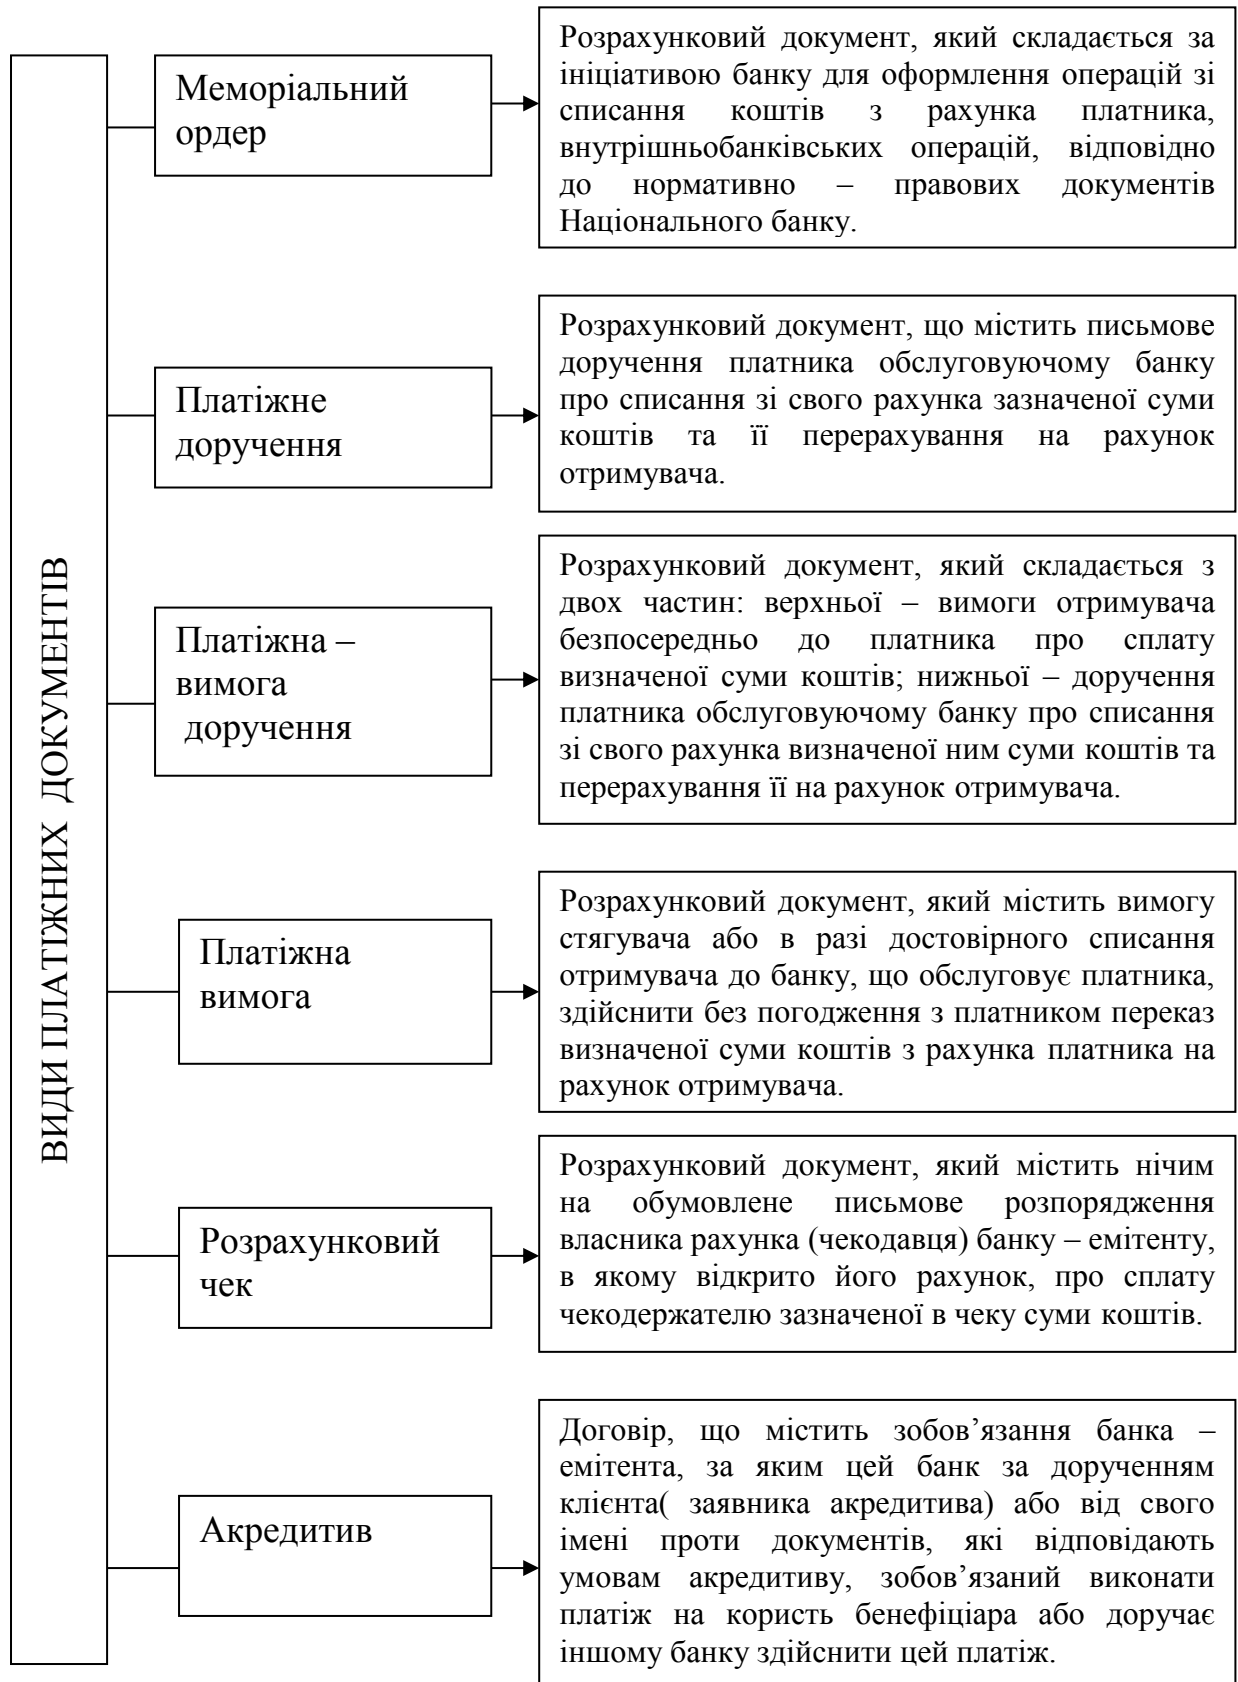 ВИДИ ПЛАТІЖНИХ ДОКУМЕНТІВ
Меморіальний
ордер
Розрахунковий документ, який складається за
ініціативою банку для оформлення операцій зі
списання коштів з рахунка платника,
внутрішньобанківських операцій, відповідно
до нормативно – правових документів
Національного банку.
Платіжне
доручення
Розрахунковий документ, що містить письмове
доручення платника обслуговуючому банку
про списання зі свого рахунка зазначеної суми
коштів та її перерахування на рахунок
отримувача.
Платіжна –
вимога
доручення
Розрахунковий документ, який складається з
двох частин: верхньої – вимоги отримувача
безпосередньо до платника про сплату
визначеної суми коштів; нижньої – доручення
платника обслуговуючому банку про списання
зі свого рахунка визначеної ним суми коштів та
перерахування її на рахунок отримувача.
Платіжна
вимога
Розрахунковий документ, який містить вимогу
стягувача або в разі достовірного списання
отримувача до банку, що обслуговує платника,
здійснити без погодження з платником переказ
визначеної суми коштів з рахунка платника на
рахунок отримувача.
Розрахунковий
чек
Розрахунковий документ, який містить нічим
на обумовлене письмове розпорядження
власника рахунка (чекодавця) банку – емітенту,
в якому відкрито його рахунок, про сплату
чекодержателю зазначеної в чеку суми коштів.
Акредитив
Договір, що містить зобов’язання банка –
емітента, за яким цей банк за дорученням
клієнта( заявника акредитива) або від свого
імені проти документів, які відповідають
умовам акредитиву, зобов’язаний виконати
платіж на користь бенефіціара або доручає
іншому банку здійснити цей платіж.